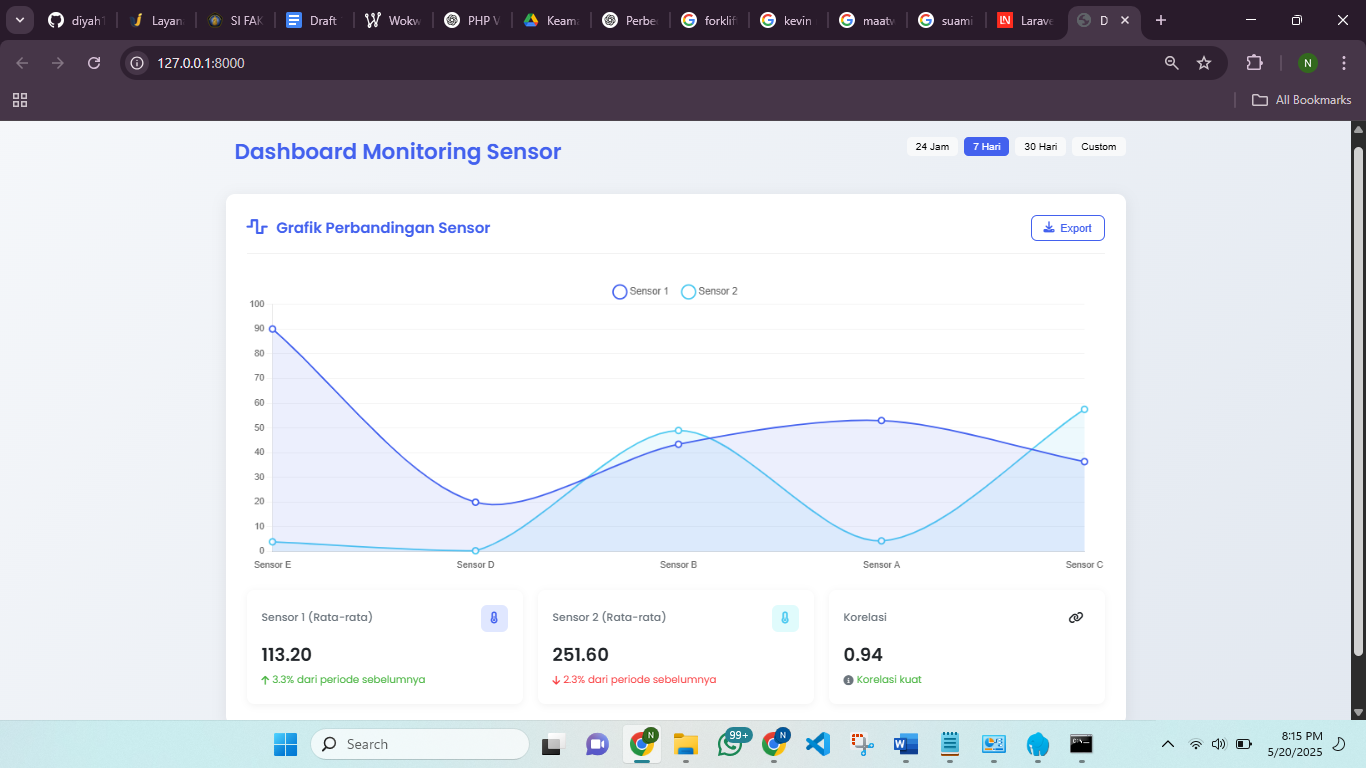 diyah1
Layan
SI FAK
Draft
Wokw
PHP V
Keam
Perbe
forklif
kevin
maatw
suami
Larave
D
127.0.0.1:8000
N
All Bookmarks
Dashboard Monitoring Sensor
24 Jam
7 Hari
30 Hari
Custom
Grafik Perbandingan Sensor
Export
Sensor 1
Sensor 2
100
90
80
70
60
50
40
30
20
10
0
Sensor E
Sensor D
Sensor B
Sensor A
Sensor C
Sensor 1 (Rata-rata)
113.20
3.3% dari periode sebelumnya
Sensor 2 (Rata-rata)
251.60
2.3% dari periode sebelumnya
Korelasi
0.94
Korelasi kuat
Search
N
99+
N
8:15 PM
5/20/2025